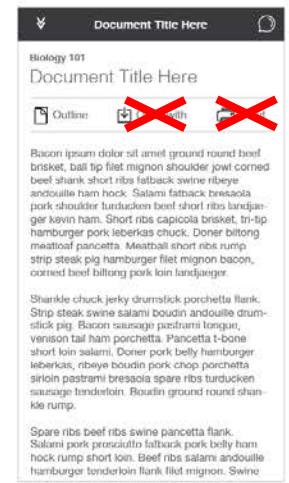 Document Title Here
Biology 101
Document Title Here
Outline with
Bacon ipsum dolor sit amet ground round beef
brisket, ball tip filet mignon shoulder jowl corned
beef shank short ribs fatback swine ribeye
andouille ham hock. Salami fatback bresaola
pork shoulder turducken beef short ribs landjae-
ger kevin ham. Short ribs capicola brisket, tri-tip
hamburger pork leberkas chuck. Doner biltong
meatloaf pancetta. Meatball short ribs rump
strip steak pig hamburger filet mignon bacon,
corned beef biltong pork loin landjaeger.
Shankle chuck jerky drumstick porchetta flank.
Strip steak swine salami boudin andouille drum-
stick pig. Bacon sausage pastrami tongue,
venison tail ham porchetta. Pancetta t-bone
short loin salami. Doner pork belly hamburger
leberkas, ribeye boudin pork chop porchetta
sirloin pastrami bresaola spare ribs turducken
sausage tenderloin. Boudin ground round shan-
kle rump.
Spare ribs beef ribs swine pancetta flank.
Salami pork prosciutto fatback pork belly ham
hock rump short loin. Beef ribs salami andouille
hamburger tenderloin flank filet mignon. Swine